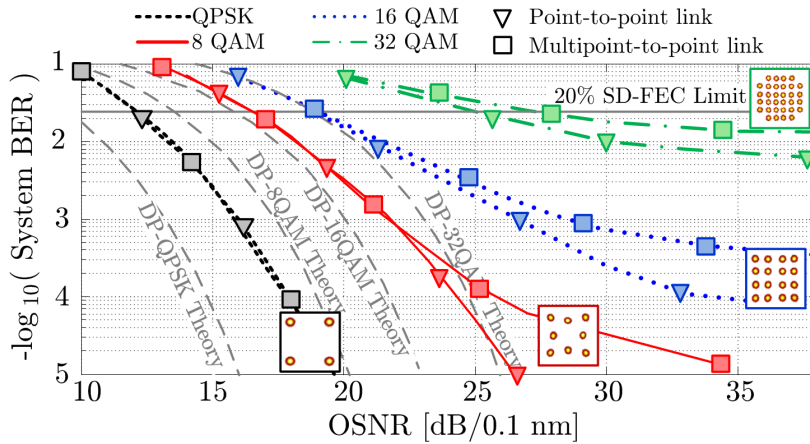 QPSK
8 QAM
16 QAM
32 QAM
Point-to-point link
Multipoint-to-point link
-log 10( System BER )
1
2
3
4
5
20% SD-FEC Limit
DP-QPSK Theory
DP-8QAM Theory
DP-16QAM Theory
DP-32QAM Theory
10
15
20
25
30
35
OSNR [dB/0.1 nm]